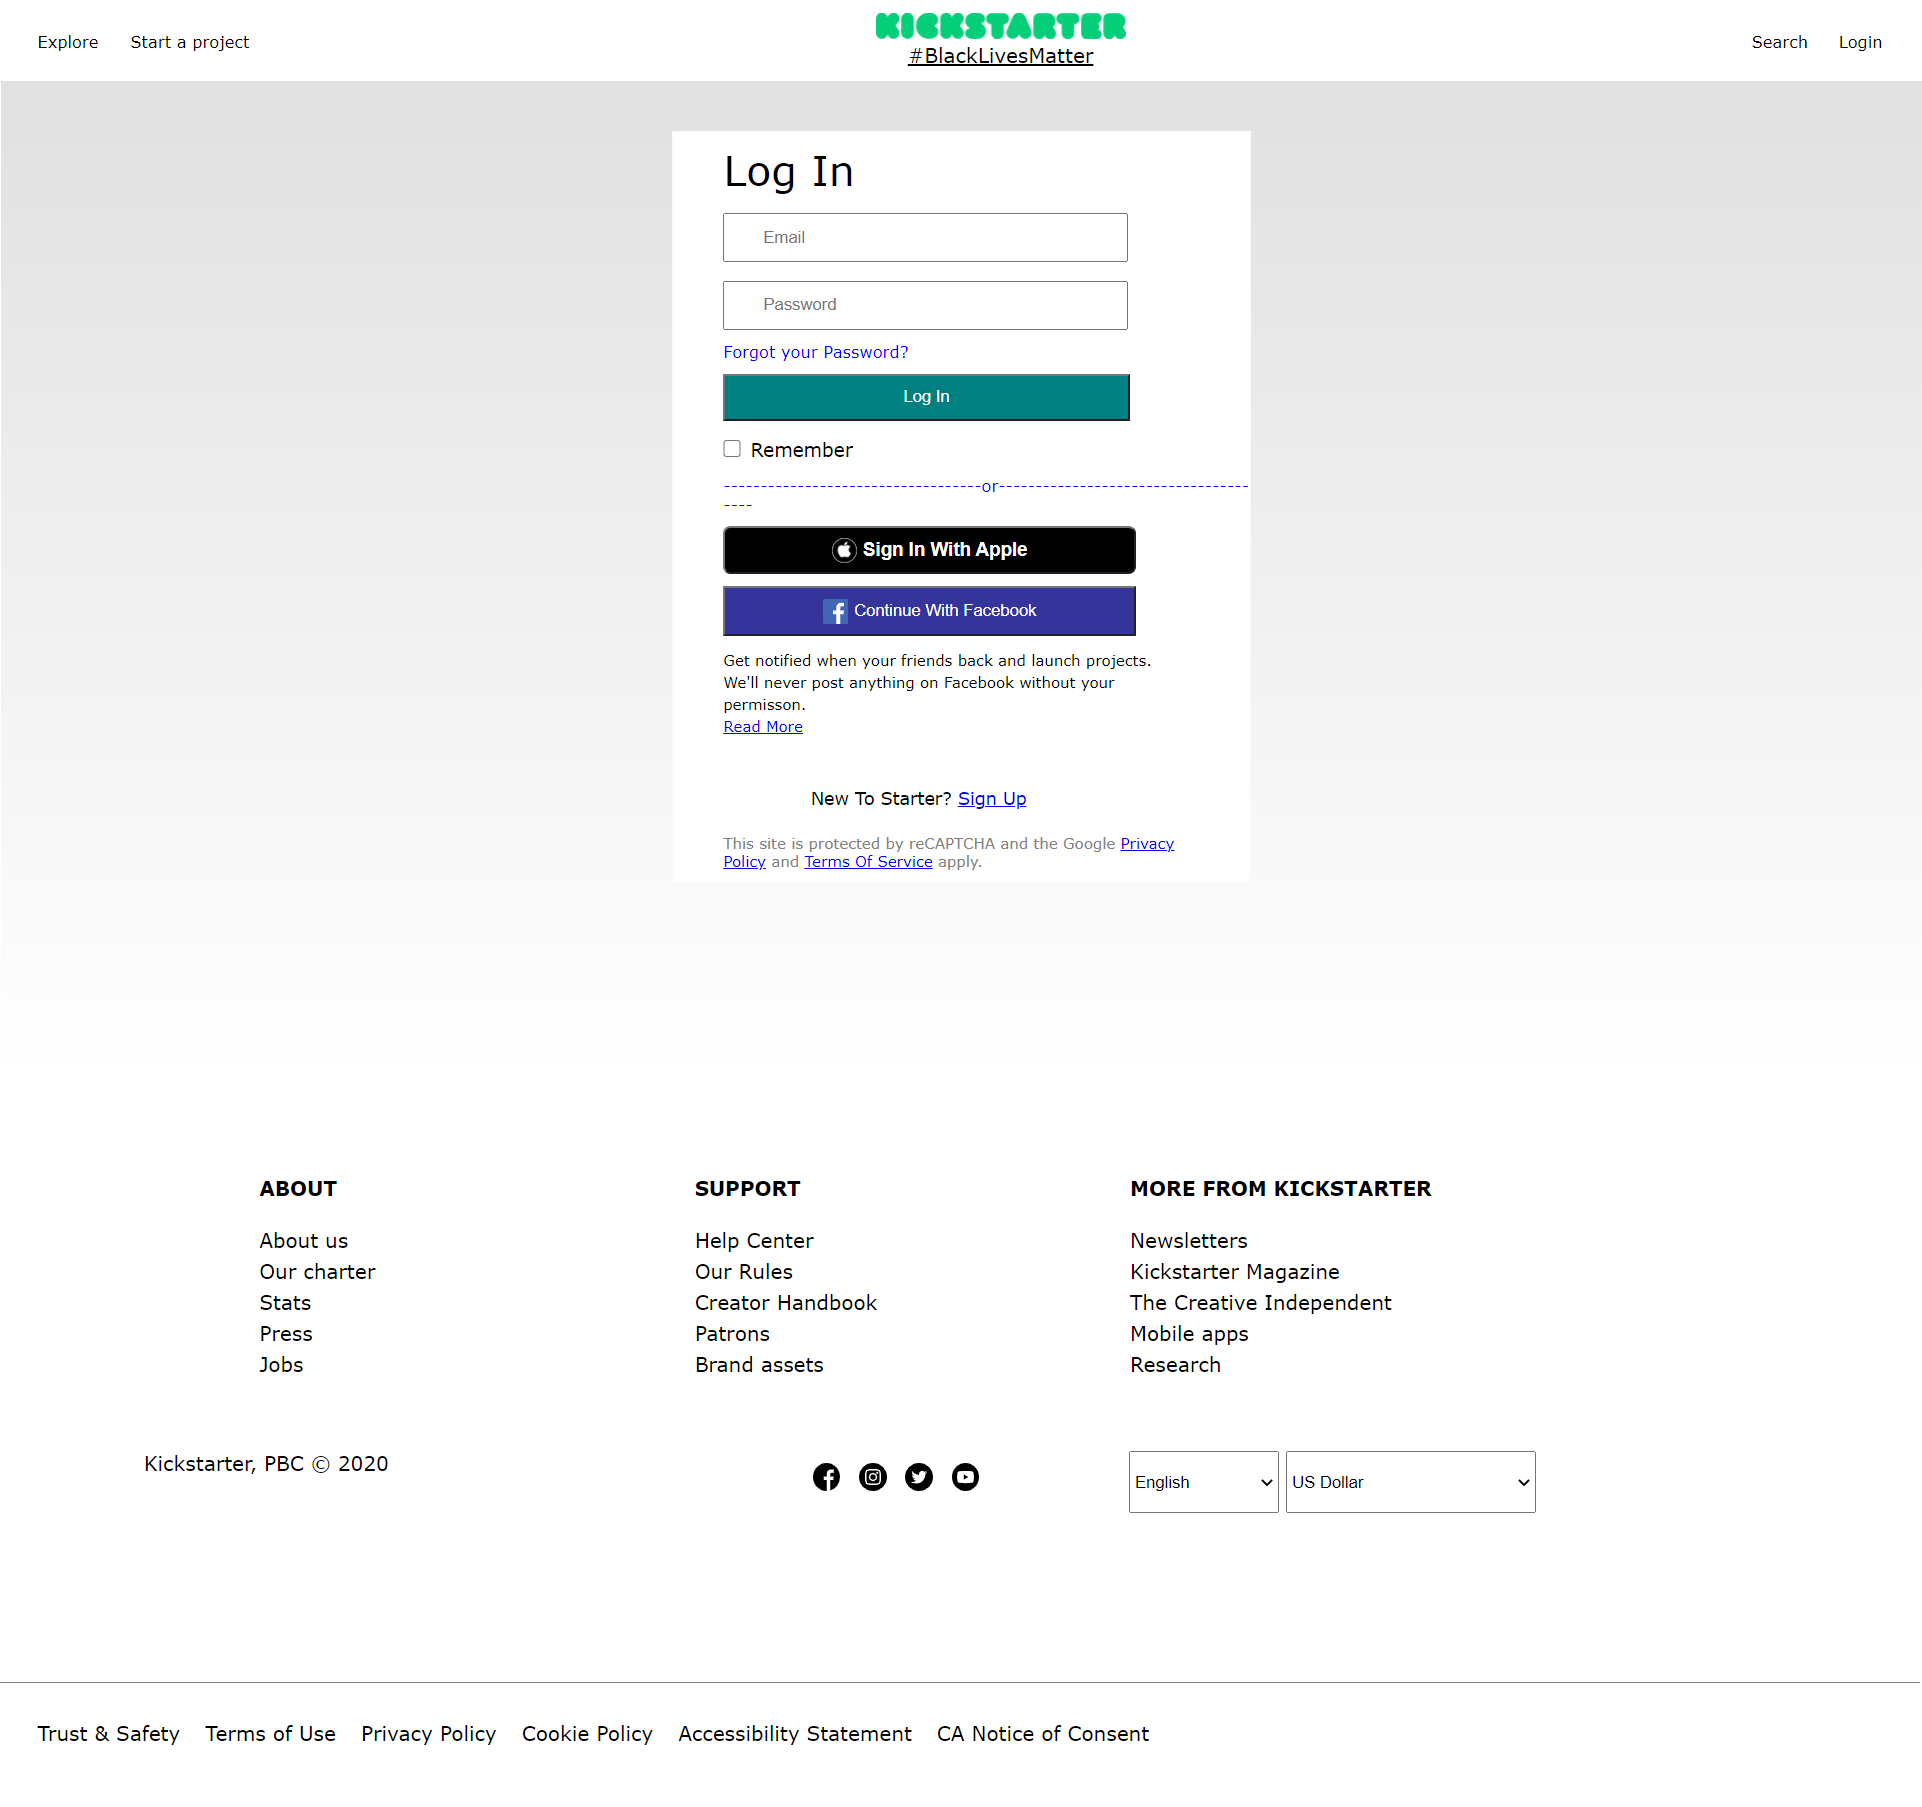 Explore Start a project KICKSTARTER Search Login
#BlackLivesMatter
Log In
Email
Password
Forgot your Password?
Log In
Remember
-----------------------------------or----------------------------------
----
Sign In With Apple
Continue With Facebook
Get notified when your friends back and launch projects.
We'll never post anything on Facebook without your
permisson.
Read More
New To Starter? Sign Up
This site is protected by reCAPTCHA and the Google Privacy
Policy and Terms Of Service apply.
ABOUT
About us
Our charter
Stats
Press
Jobs
SUPPORT
Help Center
Our Rules
Creator Handbook
Patrons
Brand assets
MORE FROM KICKSTARTER
Newsletters
Kickstarter Magazine
The Creative Independent
Mobile apps
Research
Kickstarter, PBC © 2020
English US Dollar
Trust & Safety Terms of Use Privacy Policy Cookie Policy Accessibility Statement CA Notice of Consent